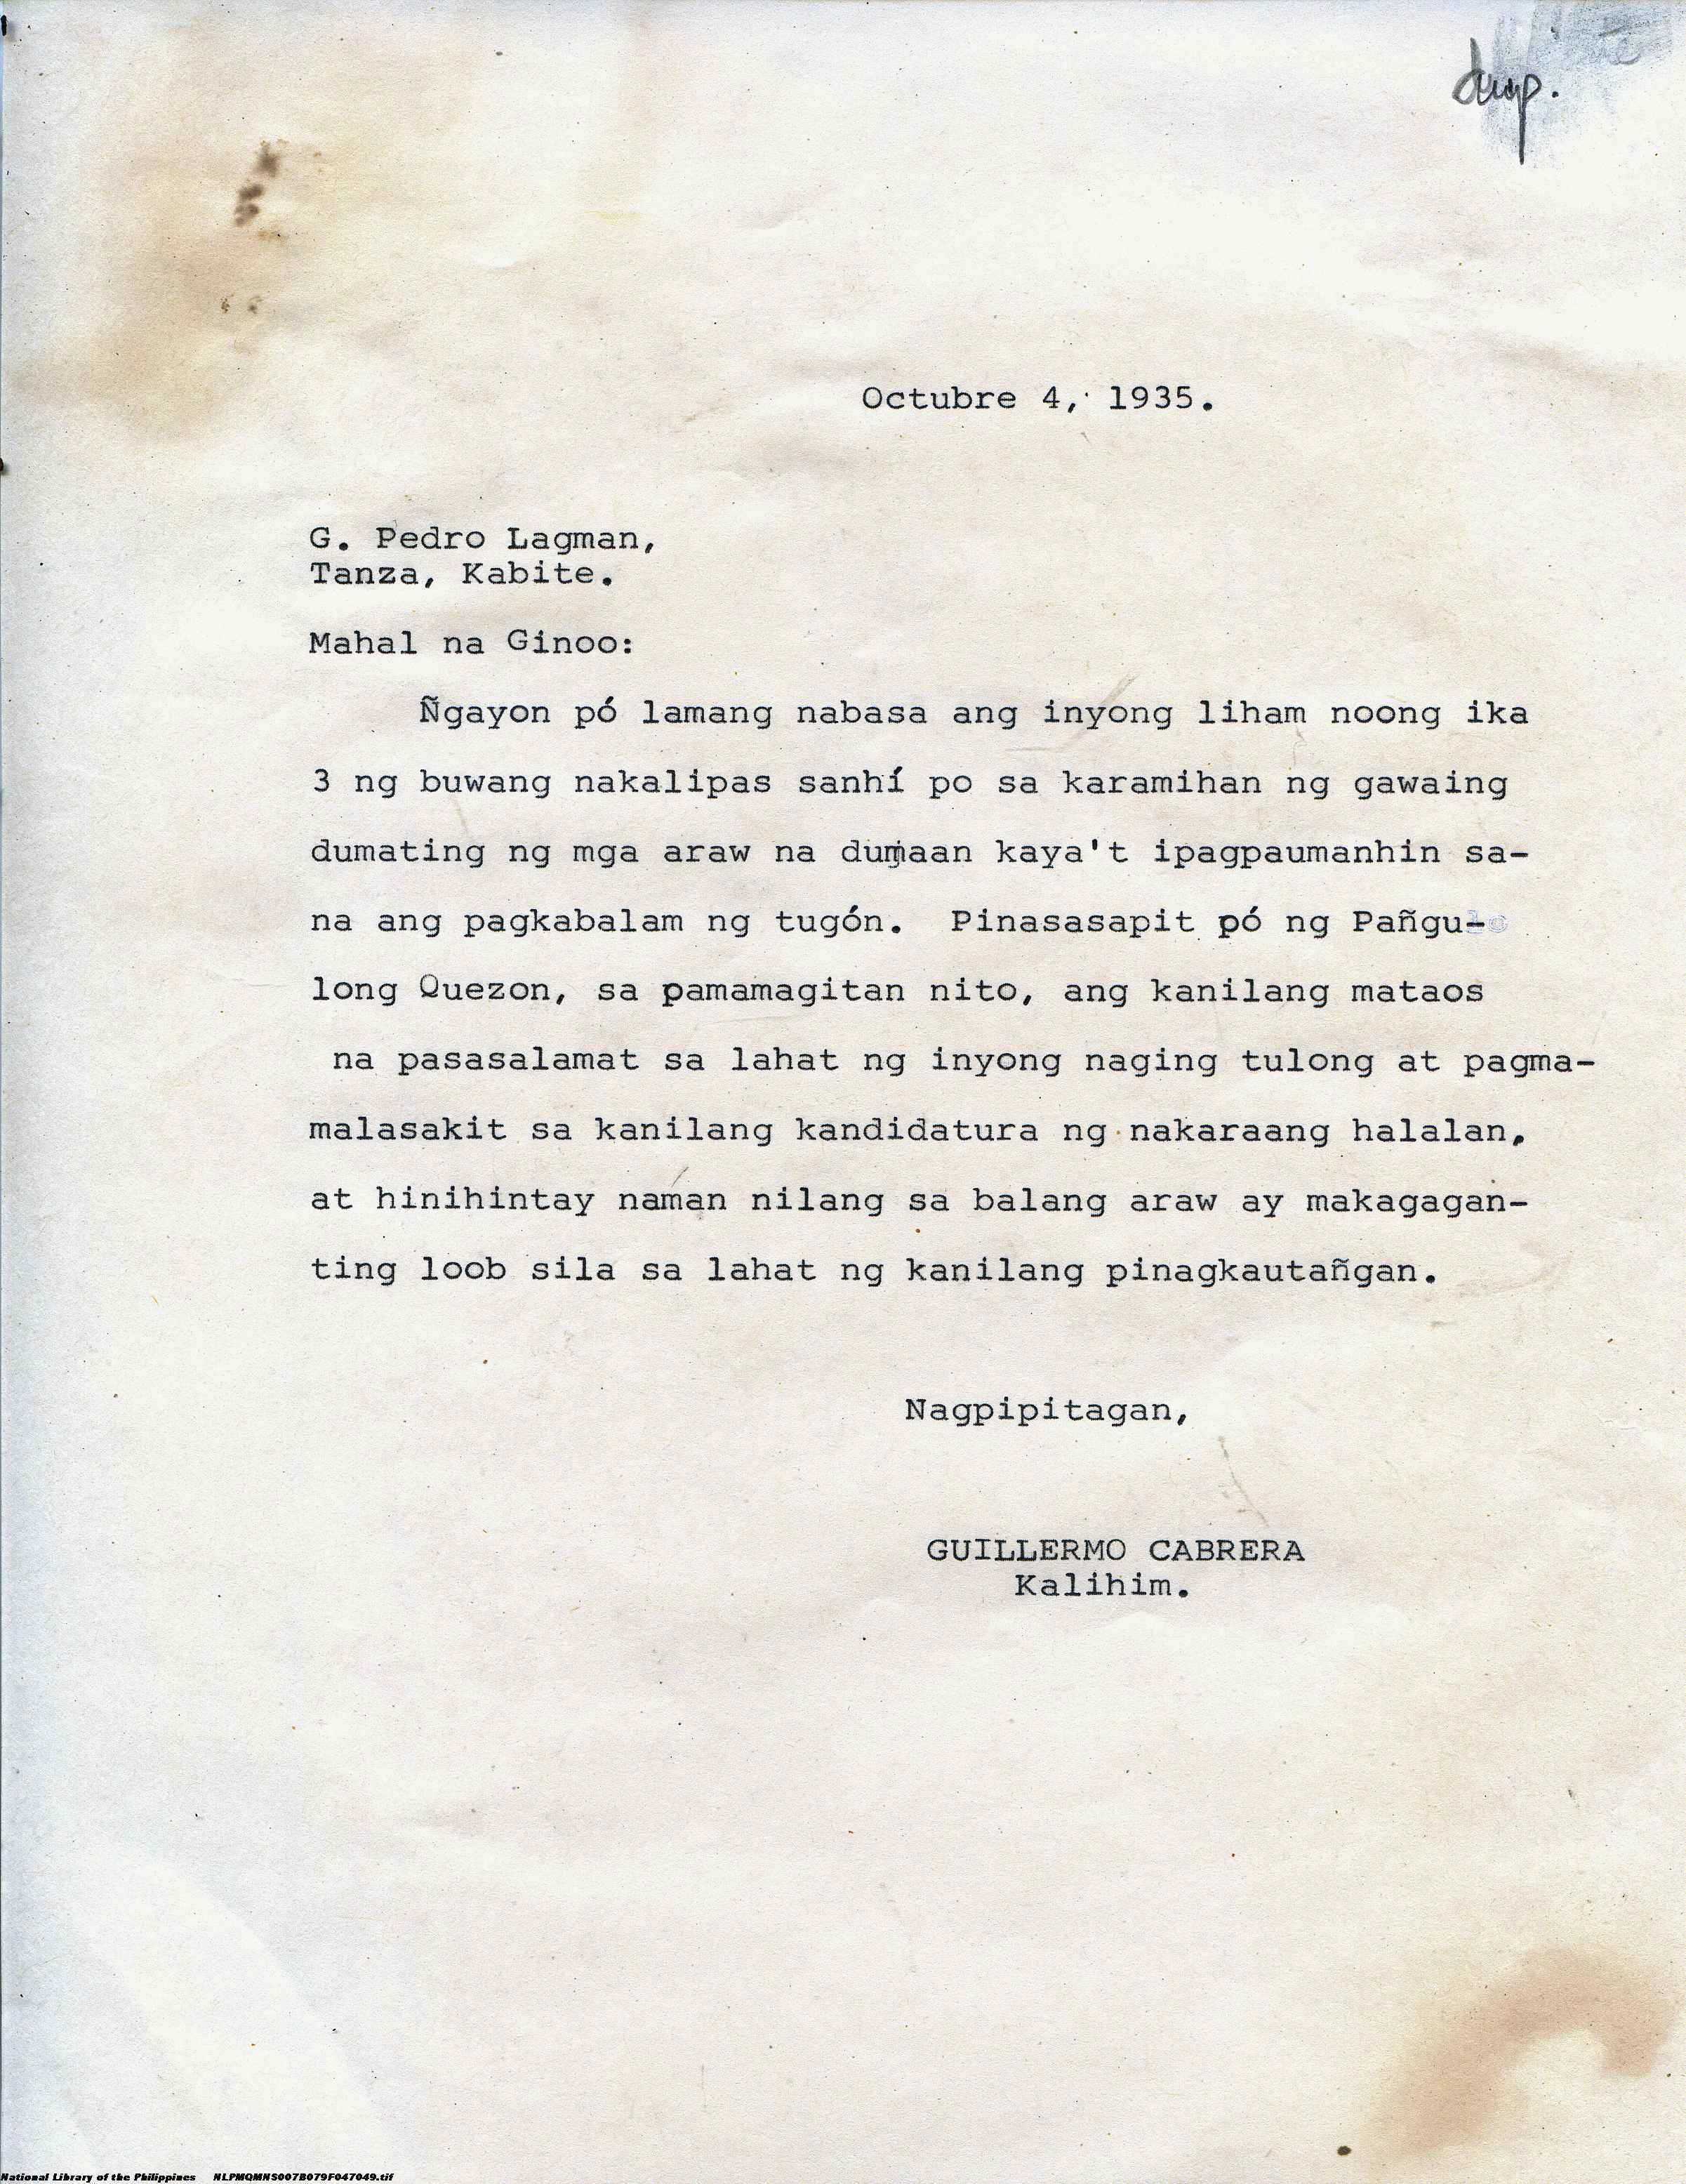 dup.
Octubre 4, 1935.
G. Pedro Lagman,
Tanza, Kabite.
Mahal na Ginoo:
Ñgayon pó lamang nabasa ang inyong liham noong ika
3 ng buwang nakalipas sanhí po sa karamihan ng gawaing
dumating ng mga araw na dumaan kaya't ipagpaumanhin sa-
na ang pagkabalam ng tugón. Pinasasapit pó ng Pañgu-
long Quezon, sa pamamagitan nito, ang kanilang mataos
na pasasalamat sa lahat ng inyong naging tulong at pagma-
malasakit sa kanilang kandidatura ng nakaraang halalan,
at hinihintay naman nilang sa balang araw ay makagagan-
ting loob sila sa lahat ng kanilang pinagkautañgan.
Nagpipitagan,
GUILLERMO CABRERA
Kalihim.
National Library of the Philippines NLPMQMNS007B079F047049.tif